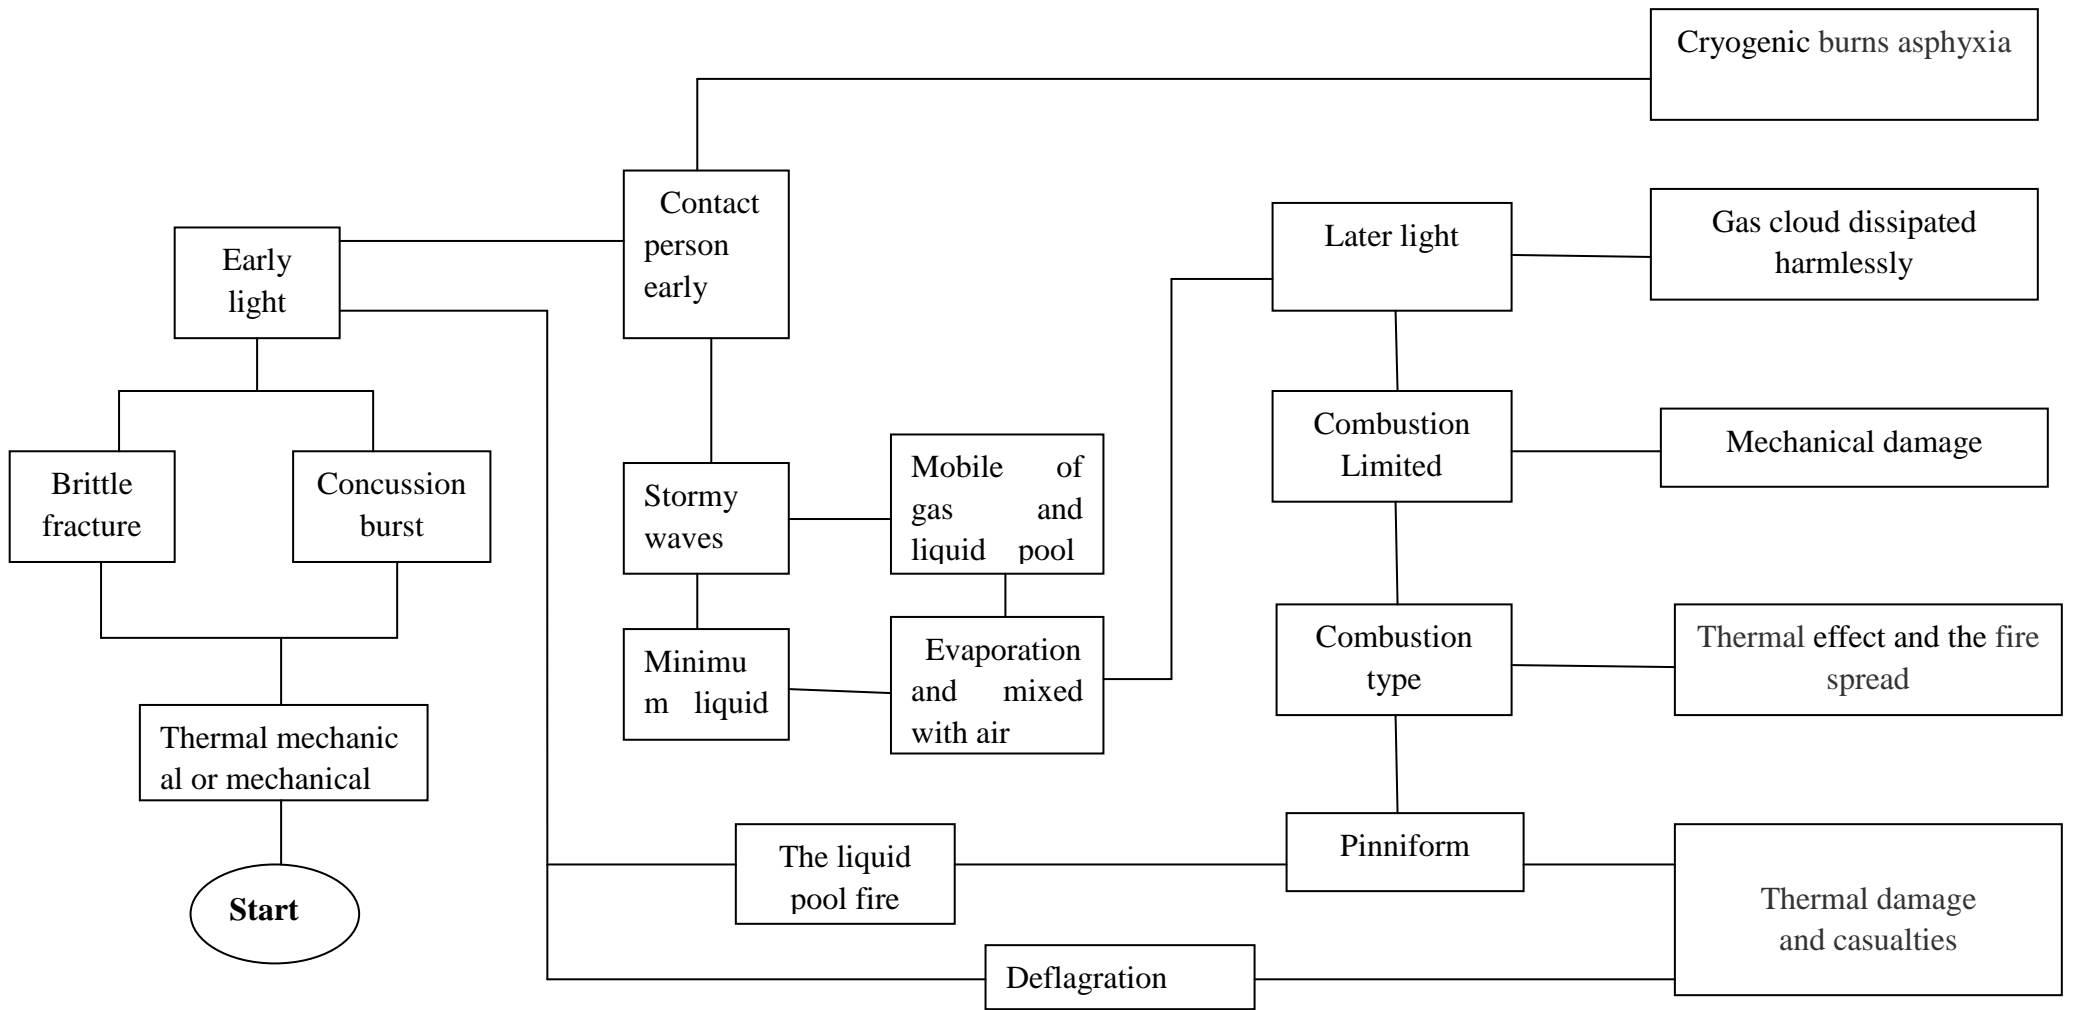 Cryogenic burns asphyxia
Contact
person
early
Early
light
Later light
Gas cloud dissipated
harmlessly
Brittle
fracture
Concussion
burst
Stormy
waves
Mobile of
gas and
liquid pool
Combustion
Limited
Mechanical damage
Minimu
m liquid
Evaporation
and mixed
with air
Combustion
type
Thermal effect and the fire
spread
Thermal mechanic
al or mechanical
Start
The liquid
pool fire
Pinniform
Thermal damage
and casualties
Deflagration